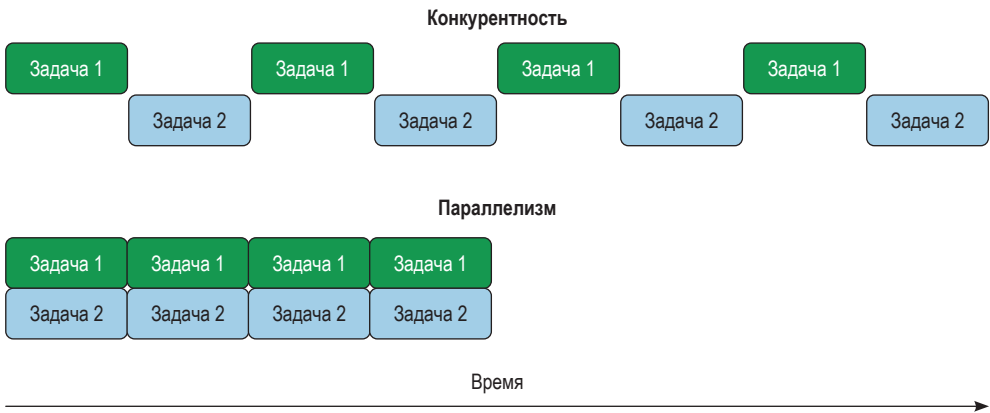 Конкурентность
Задача 1 Задача 1 Задача 1 Задача 1
Задача 2 Задача 2 Задача 2 Задача 2
Параллелизм
Задача 1 Задача 1 Задача 1 Задача 1
Задача 2 Задача 2 Задача 2 Задача 2
Время